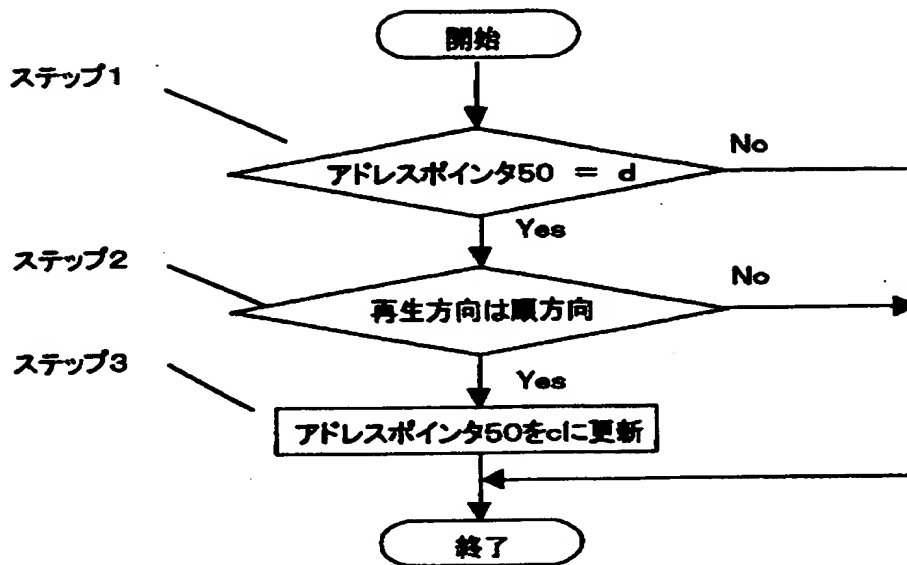 開始
ステップ1
アドレスポインタ50 = d
No
Yes
ステップ2
再生方向は順方向
No
Yes
ステップ3
アドレスポインタ50をcに更新
終了